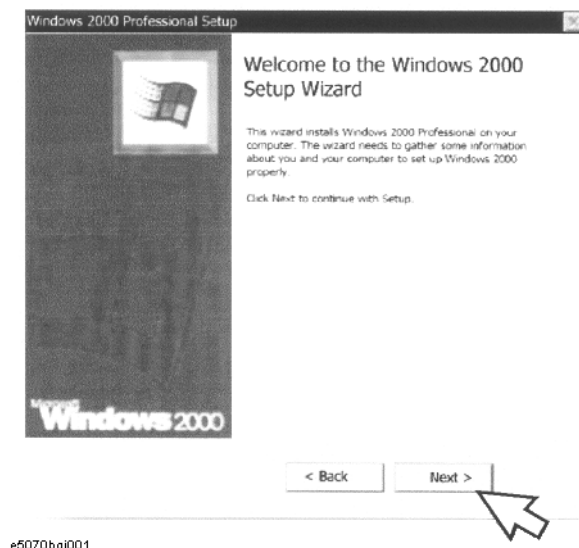 Windows 2000 Professional Setup
Welcome to the Windows 2000
Setup Wizard
This wizard installs Windows 2000 Professional on your
computer. The wizard needs to gather some information
about you and your computer to set up Windows 2000
properly.
Click Next to continue with Setup.
Microsoft
Windows 2000
< Back
Next >
e5070bgi001